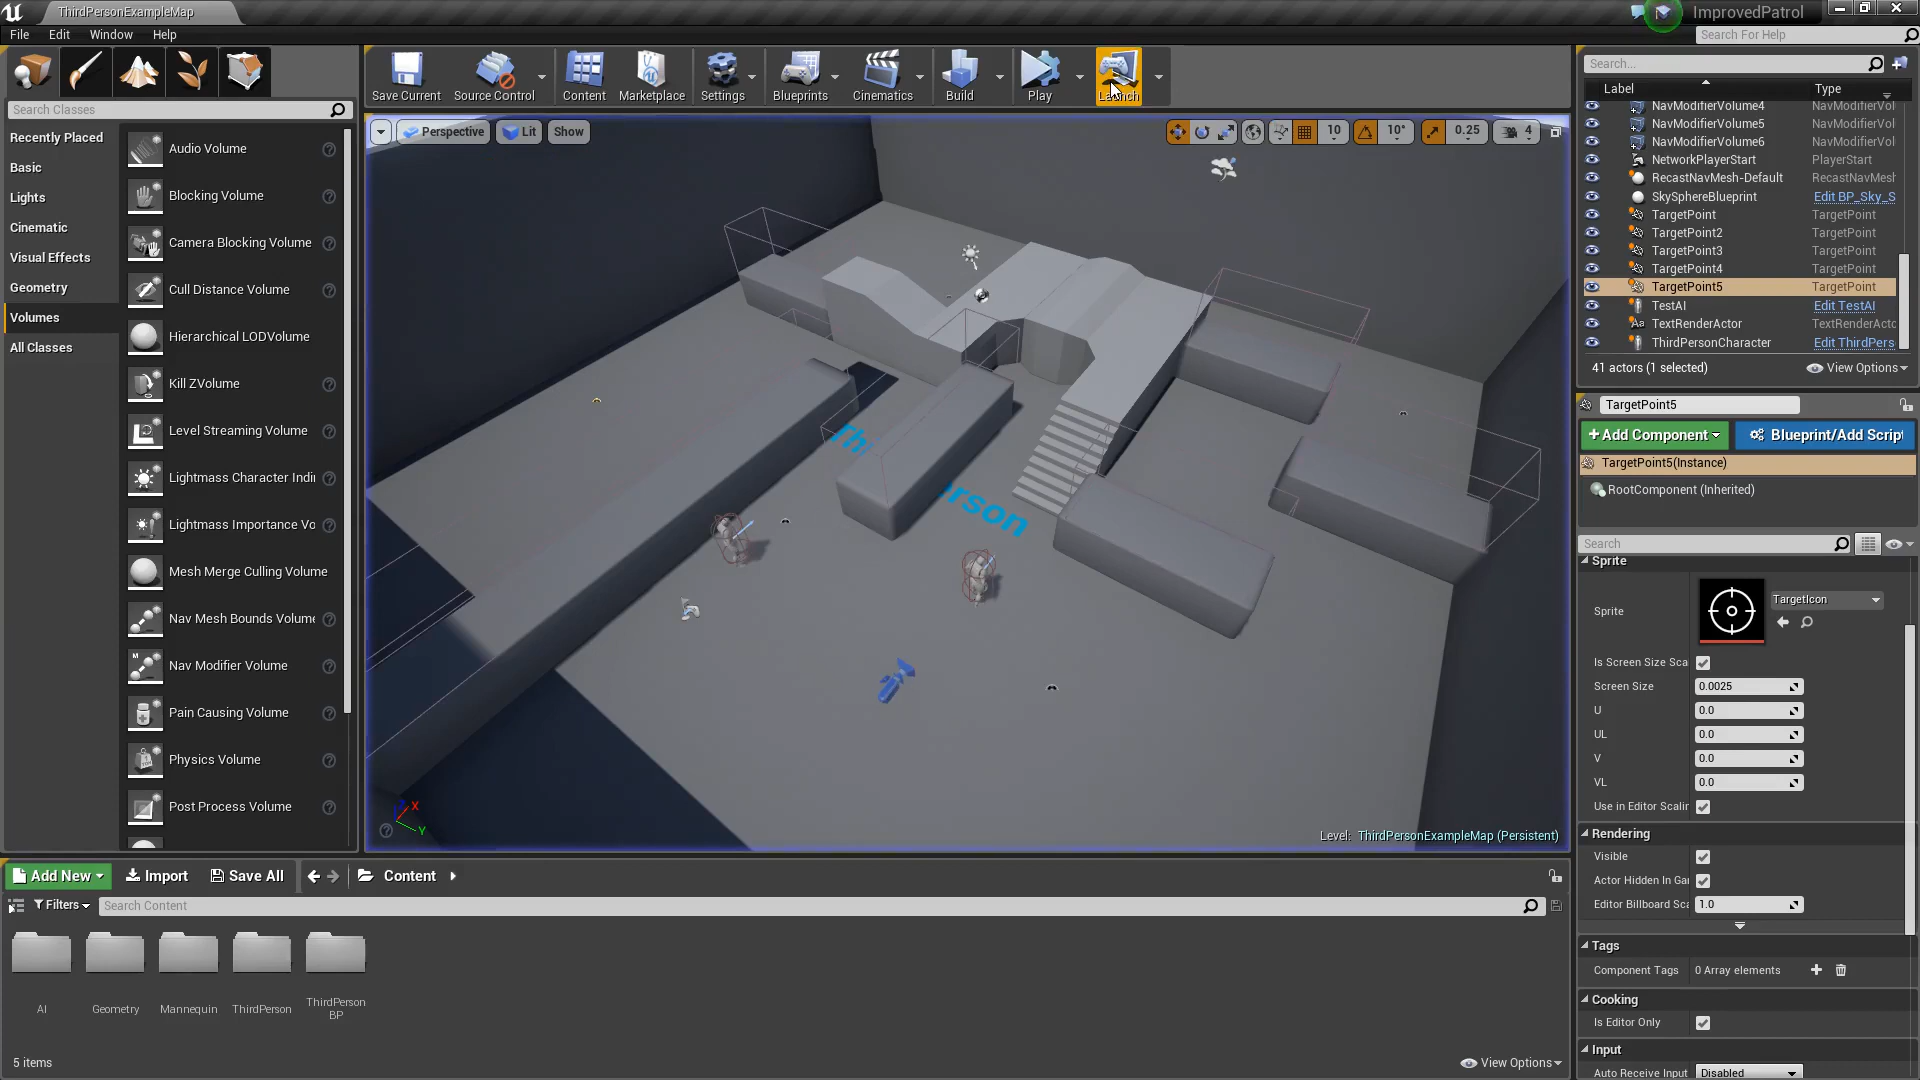 ThirdPersonExampleMap
ImprovedPatrol
File Edit Window Help
Search For Help
Save Current
Source Control
Content
Marketplace
Settings
Blueprints
Cinematics
Build
Play
Launch
Search Classes
Recently Placed
Basic
Lights
Cinematic
Visual Effects
Geometry
Volumes
All Classes
Audio Volume
Blocking Volume
Camera Blocking Volume
Cull Distance Volume
Hierarchical LODVolume
Kill ZVolume
Level Streaming Volume
Lightmass Character Indi
Lightmass Importance Vo
Mesh Merge Culling Volume
Nav Mesh Bounds Volume
Nav Modifier Volume
Pain Causing Volume
Physics Volume
Post Process Volume
Perspective
Lit
Show
10
10°
0.25
4
erson
X
Y
Level: ThirdPersonExampleMap (Persistent)
Search...
Label Type
NavModifierVolume4 NavModifierVol
NavModifierVolume5 NavModifierVol
NavModifierVolume6 NavModifierVol
NetworkPlayerStart PlayerStart
RecastNavMesh-Default RecastNavMesh
SkySphereBlueprint Edit BP_Sky_S
TargetPoint TargetPoint
TargetPoint2 TargetPoint
TargetPoint3 TargetPoint
TargetPoint4 TargetPoint
TargetPoint5 TargetPoint
TestAI Edit TestAI
TextRenderActor TextRenderActo
ThirdPersonCharacter Edit ThirdPers
41 actors (1 selected)
View Options
TargetPoint5
+Add Component
Blueprint/Add Script
TargetPoint5(Instance)
RootComponent (Inherited)
Search
Sprite
Sprite TargetIcon
Is Screen Size Sca
Screen Size 0.0025
U 0.0
UL 0.0
V 0.0
VL 0.0
Use in Editor Scalin
Rendering
Visible
Actor Hidden In Gar
Editor Billboard Sca 1.0
Tags
Component Tags 0 Array elements
Cooking
Is Editor Only
Input
Auto Receive Input Disabled
Add New
Import
Save All
Content
Filters
Search Content
AI
Geometry
Mannequin
ThirdPerson
ThirdPerson
BP
5 items
View Options